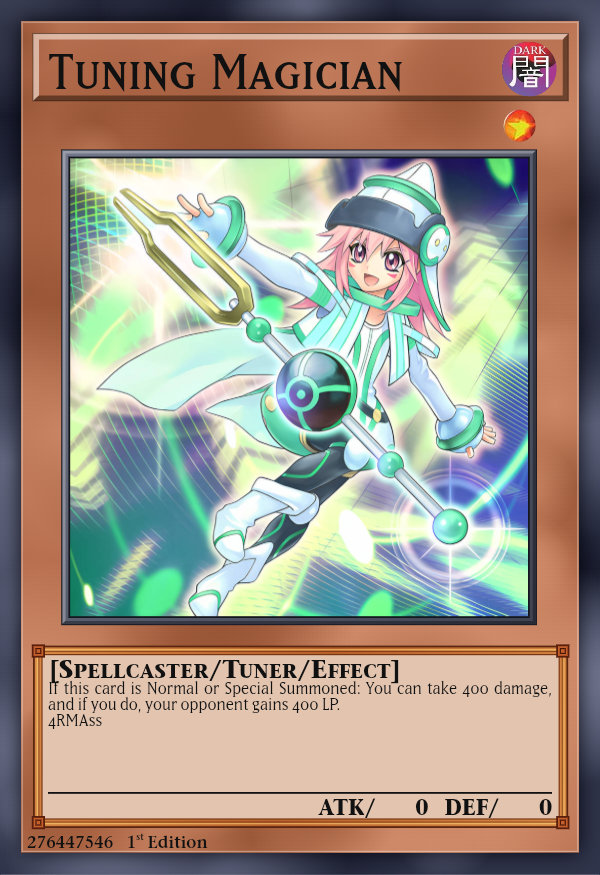 Tuning Magician
DARK
闇
[Spellcaster/Tuner/Effect]
If this card is Normal or Special Summoned: You can take 400 damage,
and if you do, your opponent gains 400 LP.
4RMAss
ATK/ 0 DEF/ 0
276447546 1st Edition